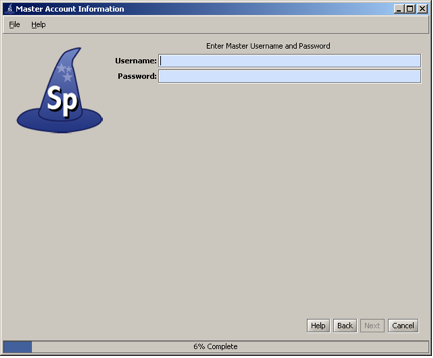 Master Account Information
File Help
Enter Master Username and Password
Username:
Password:
Sp
Help Back Next Cancel
6% Complete